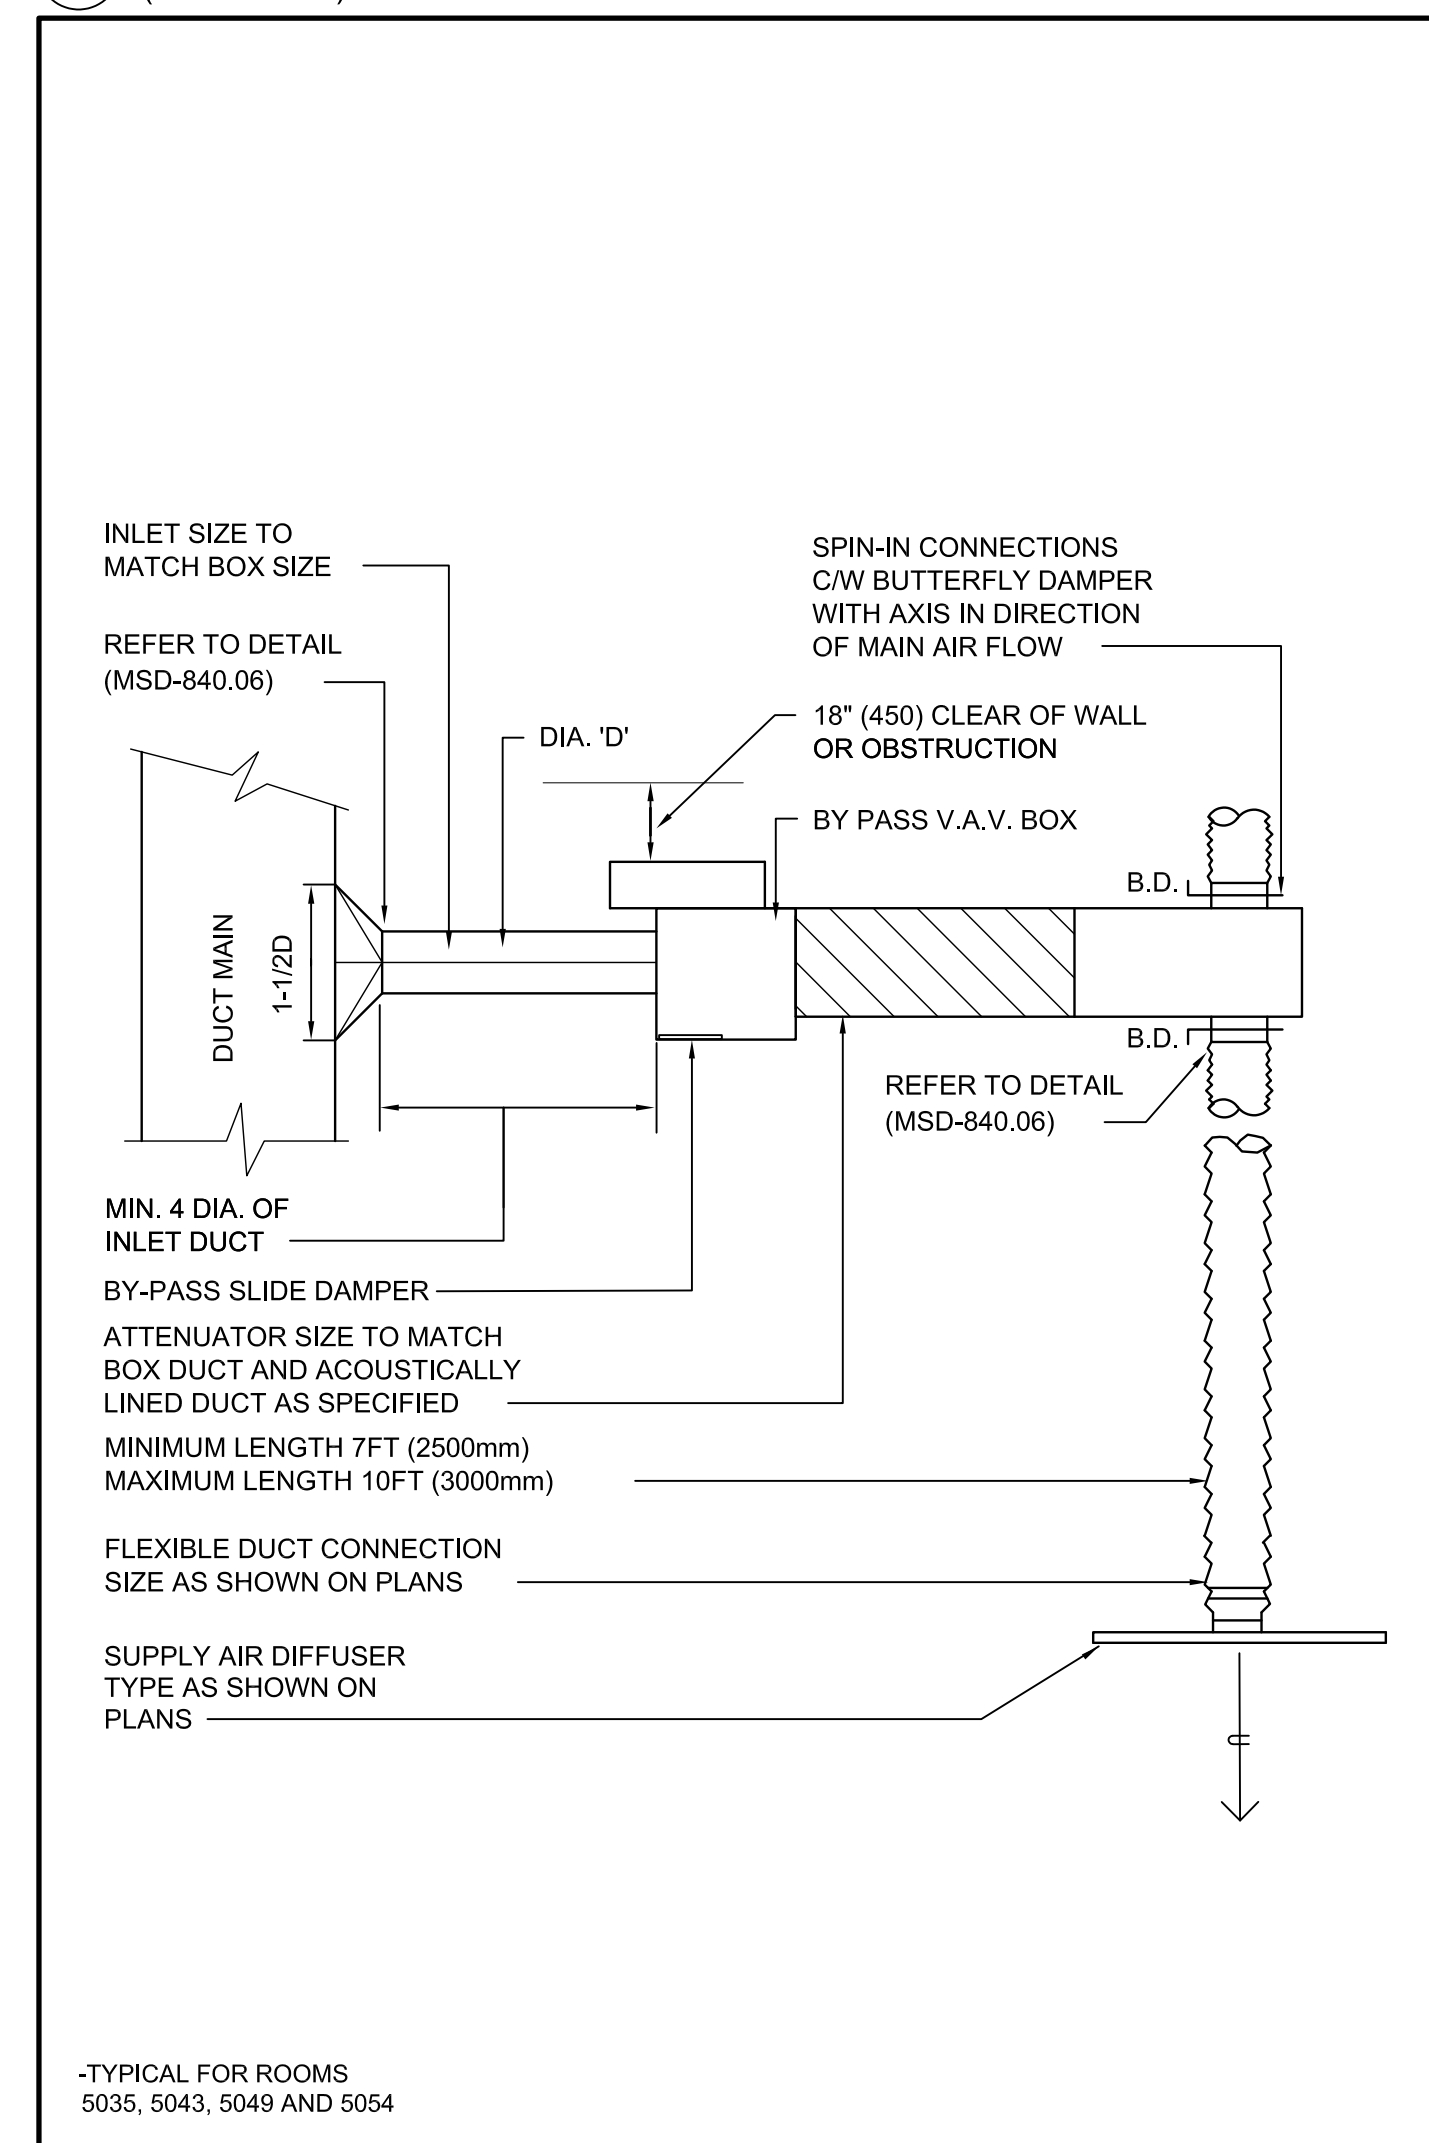 INLET SIZE TO
MATCH BOX SIZE
REFER TO DETAIL
(MSD-840.06)
SPIN-IN CONNECTIONS
C/W BUTTERFLY DAMPER
WITH AXIS IN DIRECTION
OF MAIN AIR FLOW
18" (450) CLEAR OF WALL
OR OBSTRUCTION
DIA. 'D'
BY PASS V.A.V. BOX
B.D.
DUCT MAIN
1-1/2D
B.D.
REFER TO DETAIL
(MSD-840.06)
MIN. 4 DIA. OF
INLET DUCT
BY-PASS SLIDE DAMPER
ATTENUATOR SIZE TO MATCH
BOX DUCT AND ACOUSTICALLY
LINED DUCT AS SPECIFIED
MINIMUM LENGTH 7FT (2500mm)
MAXIMUM LENGTH 10FT (3000mm)
FLEXIBLE DUCT CONNECTION
SIZE AS SHOWN ON PLANS
SUPPLY AIR DIFFUSER
TYPE AS SHOWN ON
PLANS
-TYPICAL FOR ROOMS
5035, 5043, 5049 AND 5054